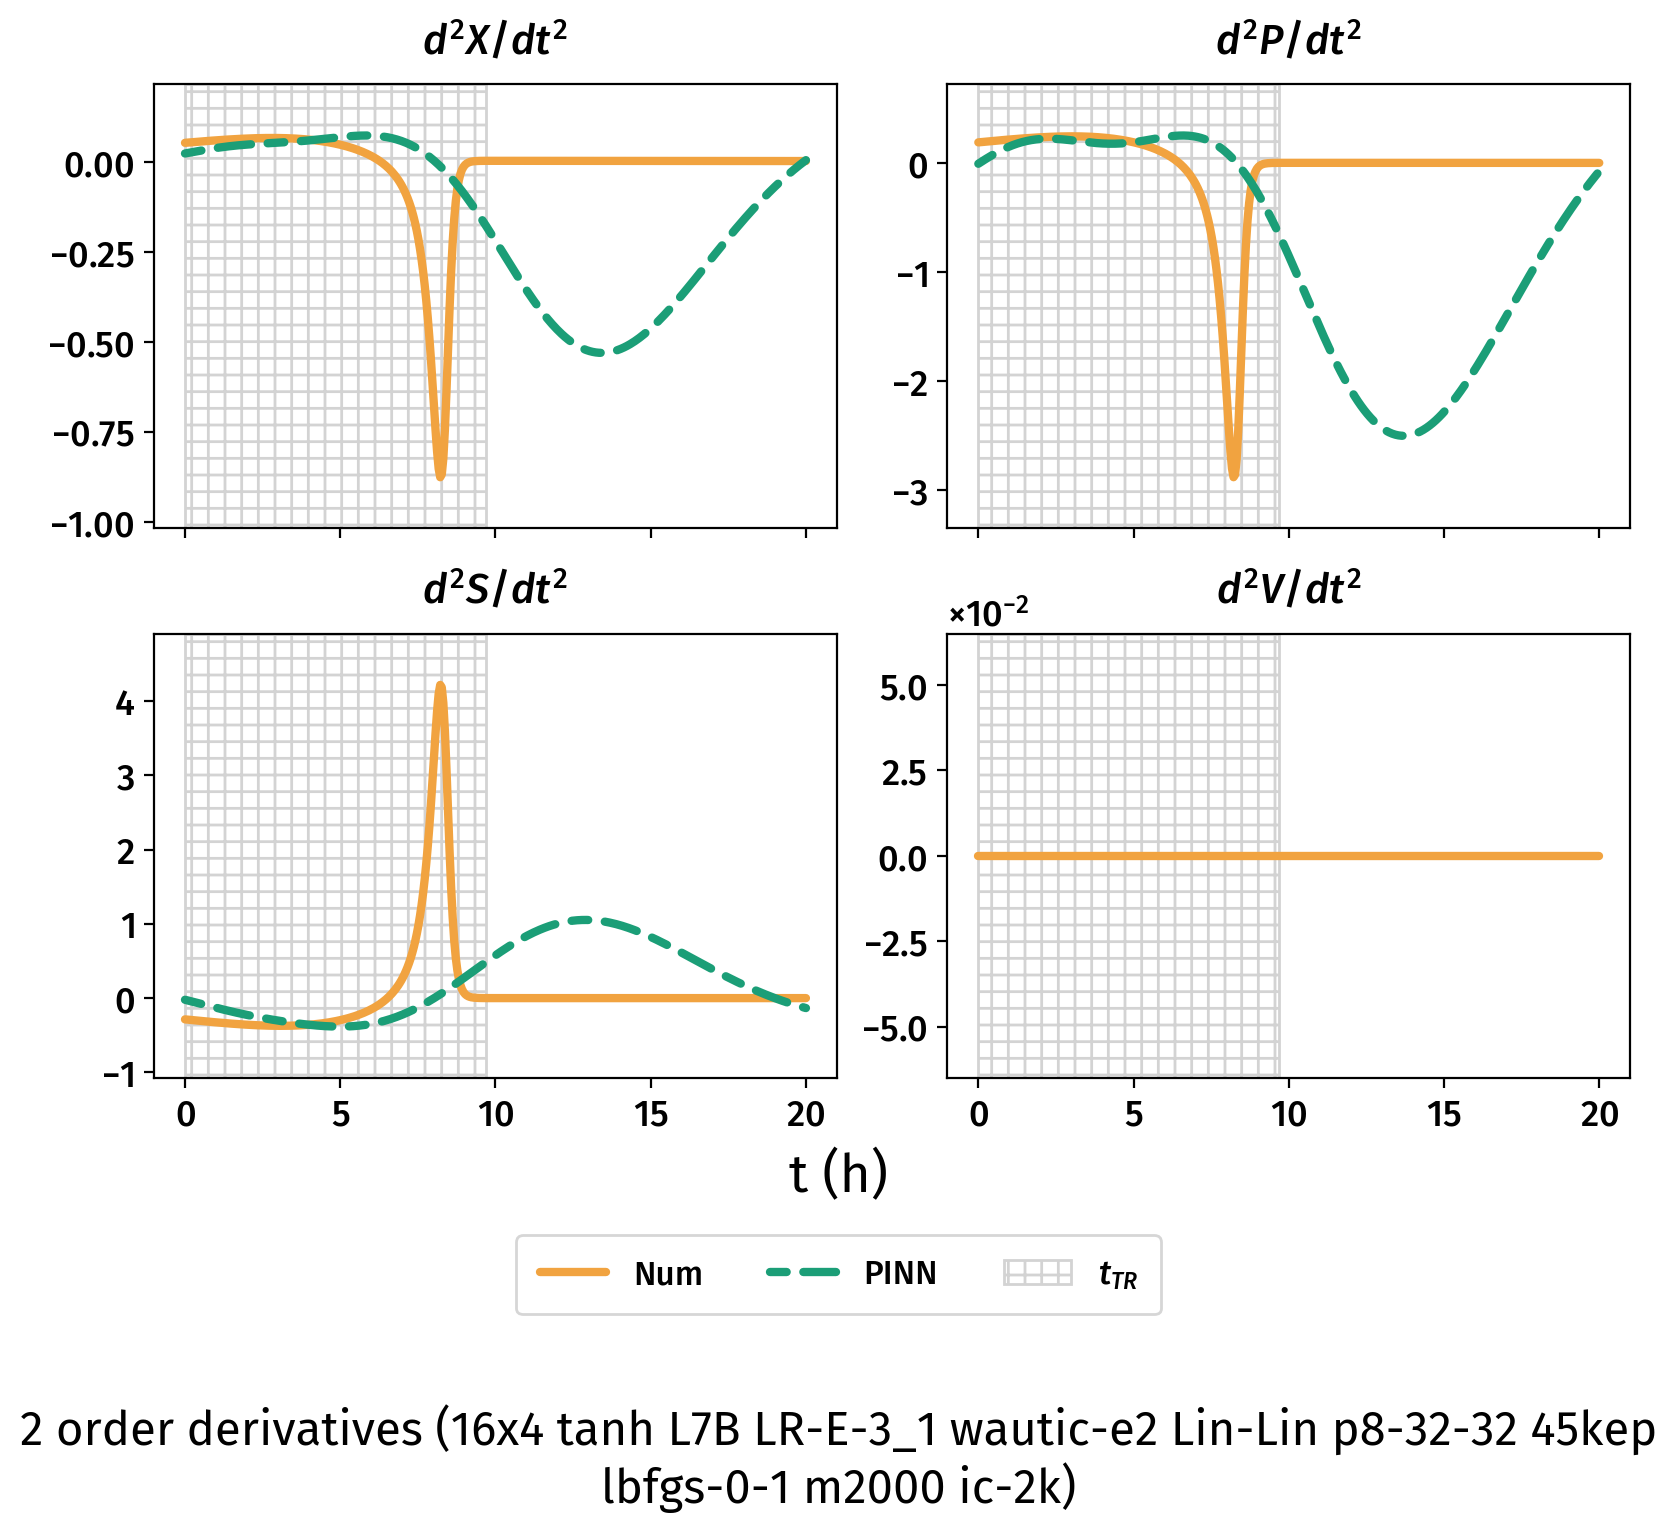 d²X/dt²
d²P/dt²
0.00
−0.25
−0.50
−0.75
−1.00
0
−1
−2
−3
d²S/dt²
d²V/dt²
×10⁻²
4
3
2
1
0
−1
5.0
2.5
0.0
−2.5
−5.0
0 5 10 15 20
0 5 10 15 20
t (h)
Num PINN t_TR
2 order derivatives (16x4 tanh L7B LR-E-3_1 wautic-e2 Lin-Lin p8-32-32 45kep
lbfgs-0-1 m2000 ic-2k)